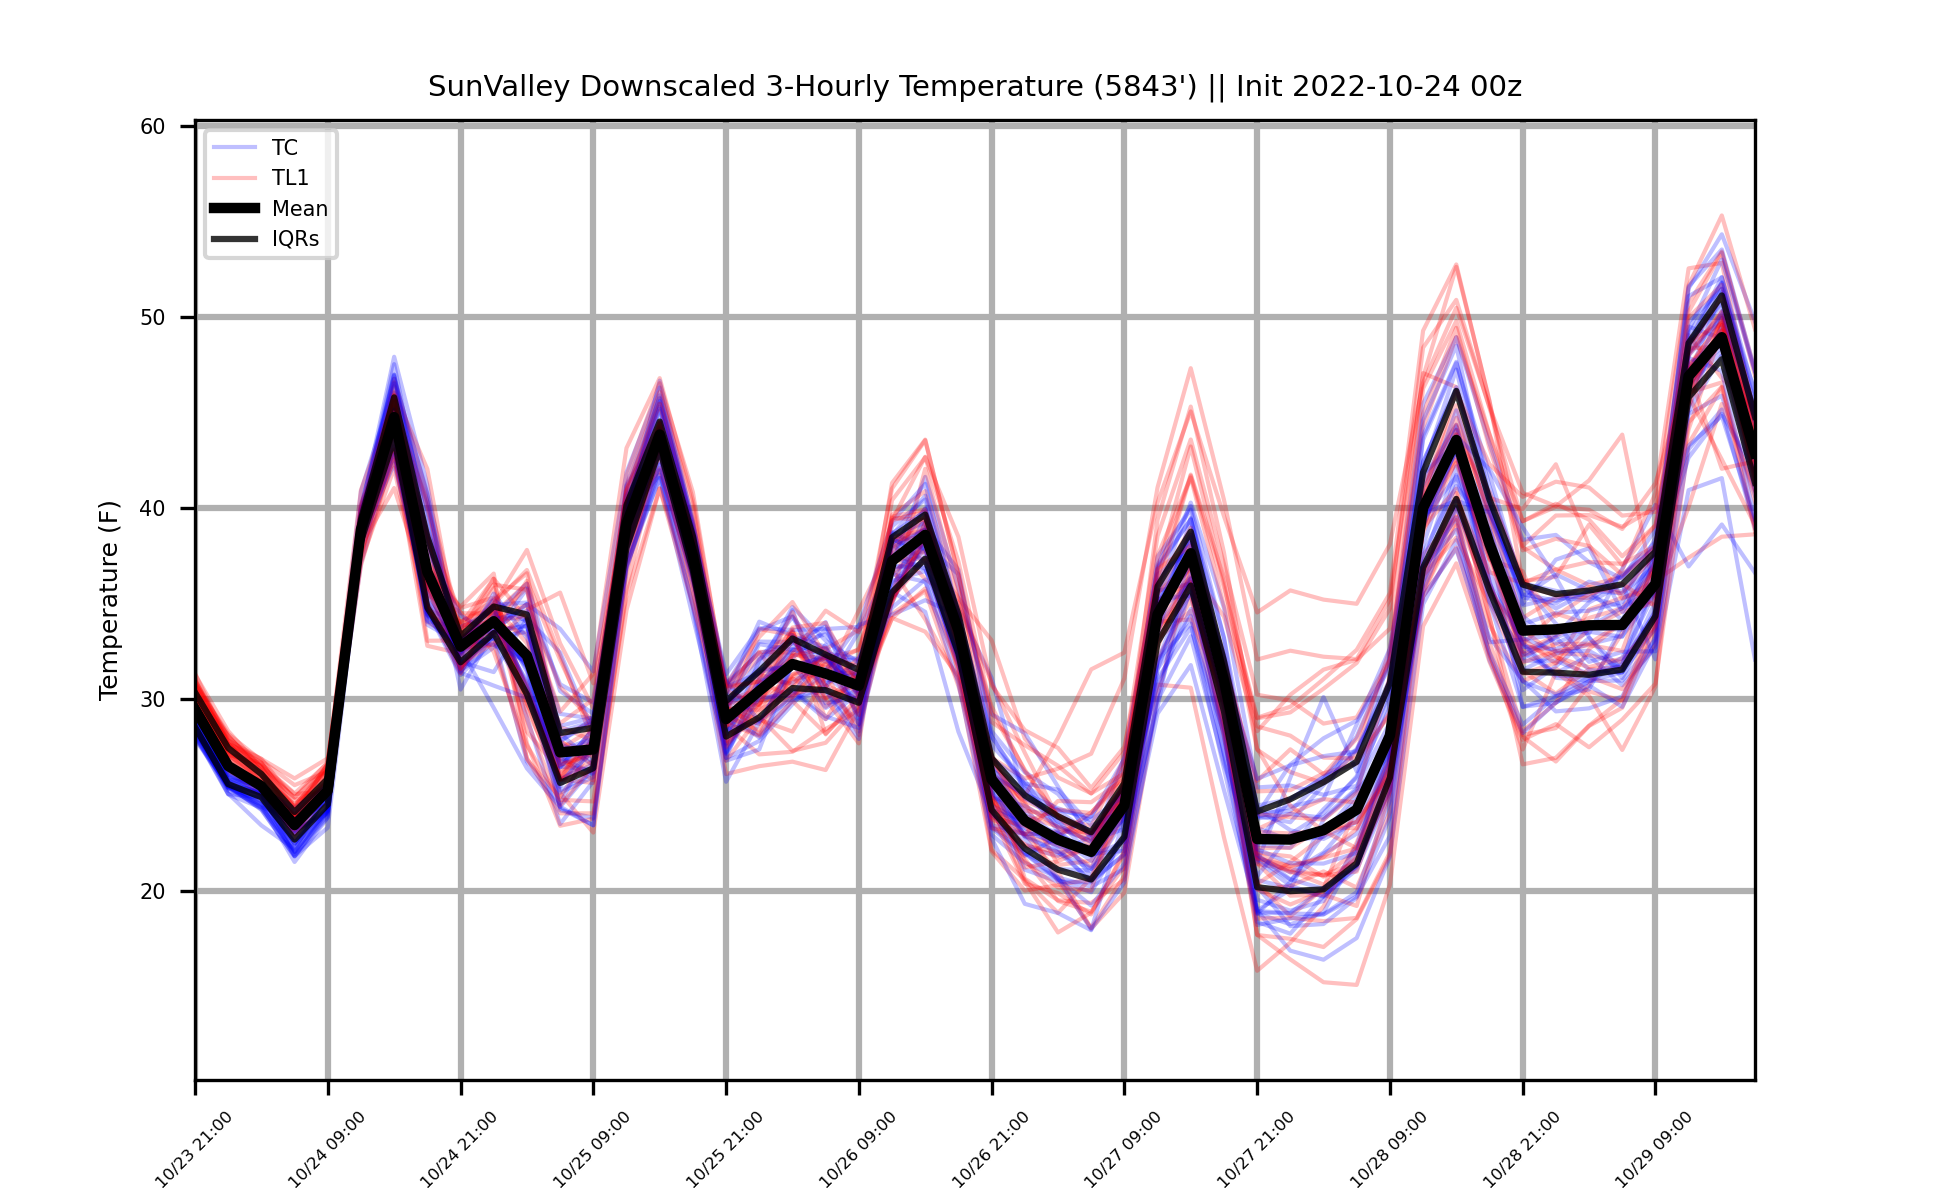 SunValley Downscaled 3-Hourly Temperature (5843') || Init 2022-10-24 00z
60
50
40
30
20
Temperature (F)
TC
TL1
Mean
IQRs
10/23 21:00
10/24 09:00
10/24 21:00
10/25 09:00
10/25 21:00
10/26 09:00
10/26 21:00
10/27 09:00
10/27 21:00
10/28 09:00
10/28 21:00
10/29 09:00